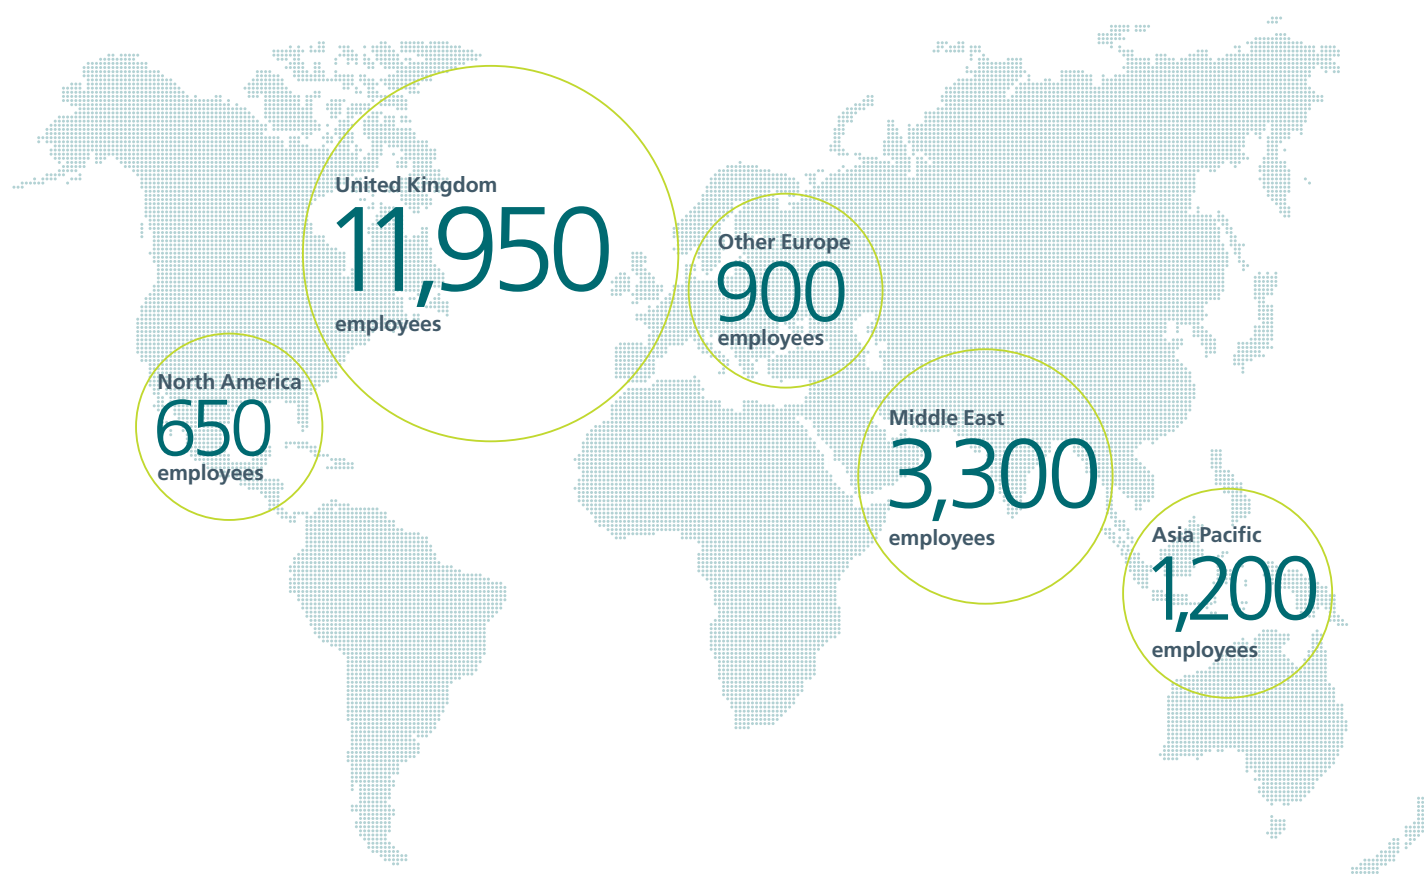 United Kingdom
11,950
employees
Other Europe
900
employees
North America
650
employees
Middle East
3,300
employees
Asia Pacific
1,200
employees